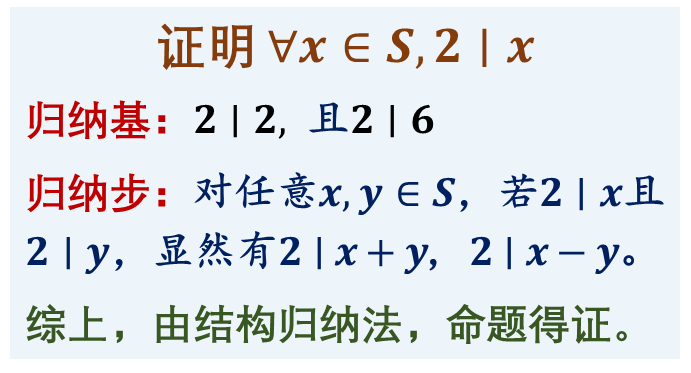 证明 ∀x ∈ S, 2 ∣ x
归纳基：2 ∣ 2, 且2 ∣ 6
归纳步：对任意x, y ∈ S，若2 ∣ x且
2 ∣ y，显然有2 ∣ x + y，2 ∣ x − y。
综上，由结构归纳法，命题得证。